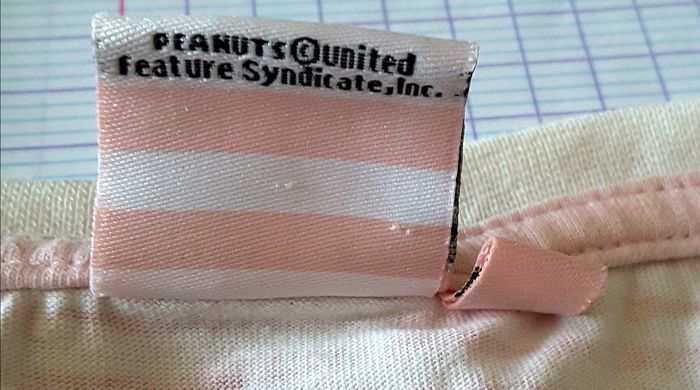 PEANUTS © United
Feature Syndicate, Inc.